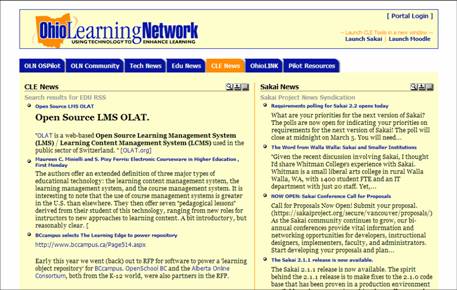 [ Portal Login ]
OhioLearningNetwork
USING TECHNOLOGY TO ENHANCE LEARNING
Launch CLE Tools in a new window
Launch Sakai | Launch Moodle
OLN OSPilot
OLN Community
Tech News
Edu News
CLE News
OhioLINK
Pilot Resources
CLE News
Search results for EDU RSS
Open Source LMS OLAT
Open Source LMS OLAT.
"OLAT is a web-based Open Source Learning Management System
(LMS) / Learning Content Management System (LCMS) used in the
public sector of Switzerland. " [OLAT.org]
Maureen C. Minielli and S. Pixy Ferris: Electronic Courseware in Higher Education ,
First Monday
The authors offer an extended definition of three major types of
educational technology: the learning content management system, the
learning management system, and the course management system. It is
interesting to note that the use of course management systems is greater
in the U.S. than elsewhere. They then offer seven "pedagogical lessons"
derived from their student of this technology, ranging from new roles for
instructors to new approaches to learning content. A bit introductory, but
reasonably clear. [
BCcampus selects The Learning Edge to power repository
http://www.bccampus.ca/Page514.aspx
Early this year we went (back) out to RFP for software to power a learning
object repository for BCcampus. OpenSchool BC and the Alberta Online
Consortium, both from the K-12 world, were also partners in the RFP.
Sakai News
Sakai Project News Syndication
Requirements polling for Sakai 2.2 opens today
What are your priorities for the next version of Sakai?
The polls are now open for indicating your priorities on
requirements for the next version of Sakai! The poll will
close at midnight on March 5. You will need...
The Word from Walla Walla: Sakai and Smaller Institutions
"Given the recent discussion involving Sakai, I thought
I'd share Whitman College's experience with Sakai.
Whitman is a small liberal arts college in rural Walla
Walla, WA, with 1400 student FTE and an IT
department with just 20 staff. Yet,...
NOW OPEN: Sakai Conference Call for Proposals
Call for Proposals Now Open! Submit your proposal.
(https://sakaiproject.org/secure/vancouver/proposals/)
As the Sakai community continues to grow, our bi-
annual conferences provide vital information and
networking opportunities for developers, instructors,
designers, implementers, faculty, and administrators.
Start developing your proposals and plan...
The Sakai 2.1.1 release is now available.
The Sakai 2.1.1 release is now available. The spirit
behind the 2.1.1 release is to make fixes to the 2.1.0 code
base that has been proven in a production environment